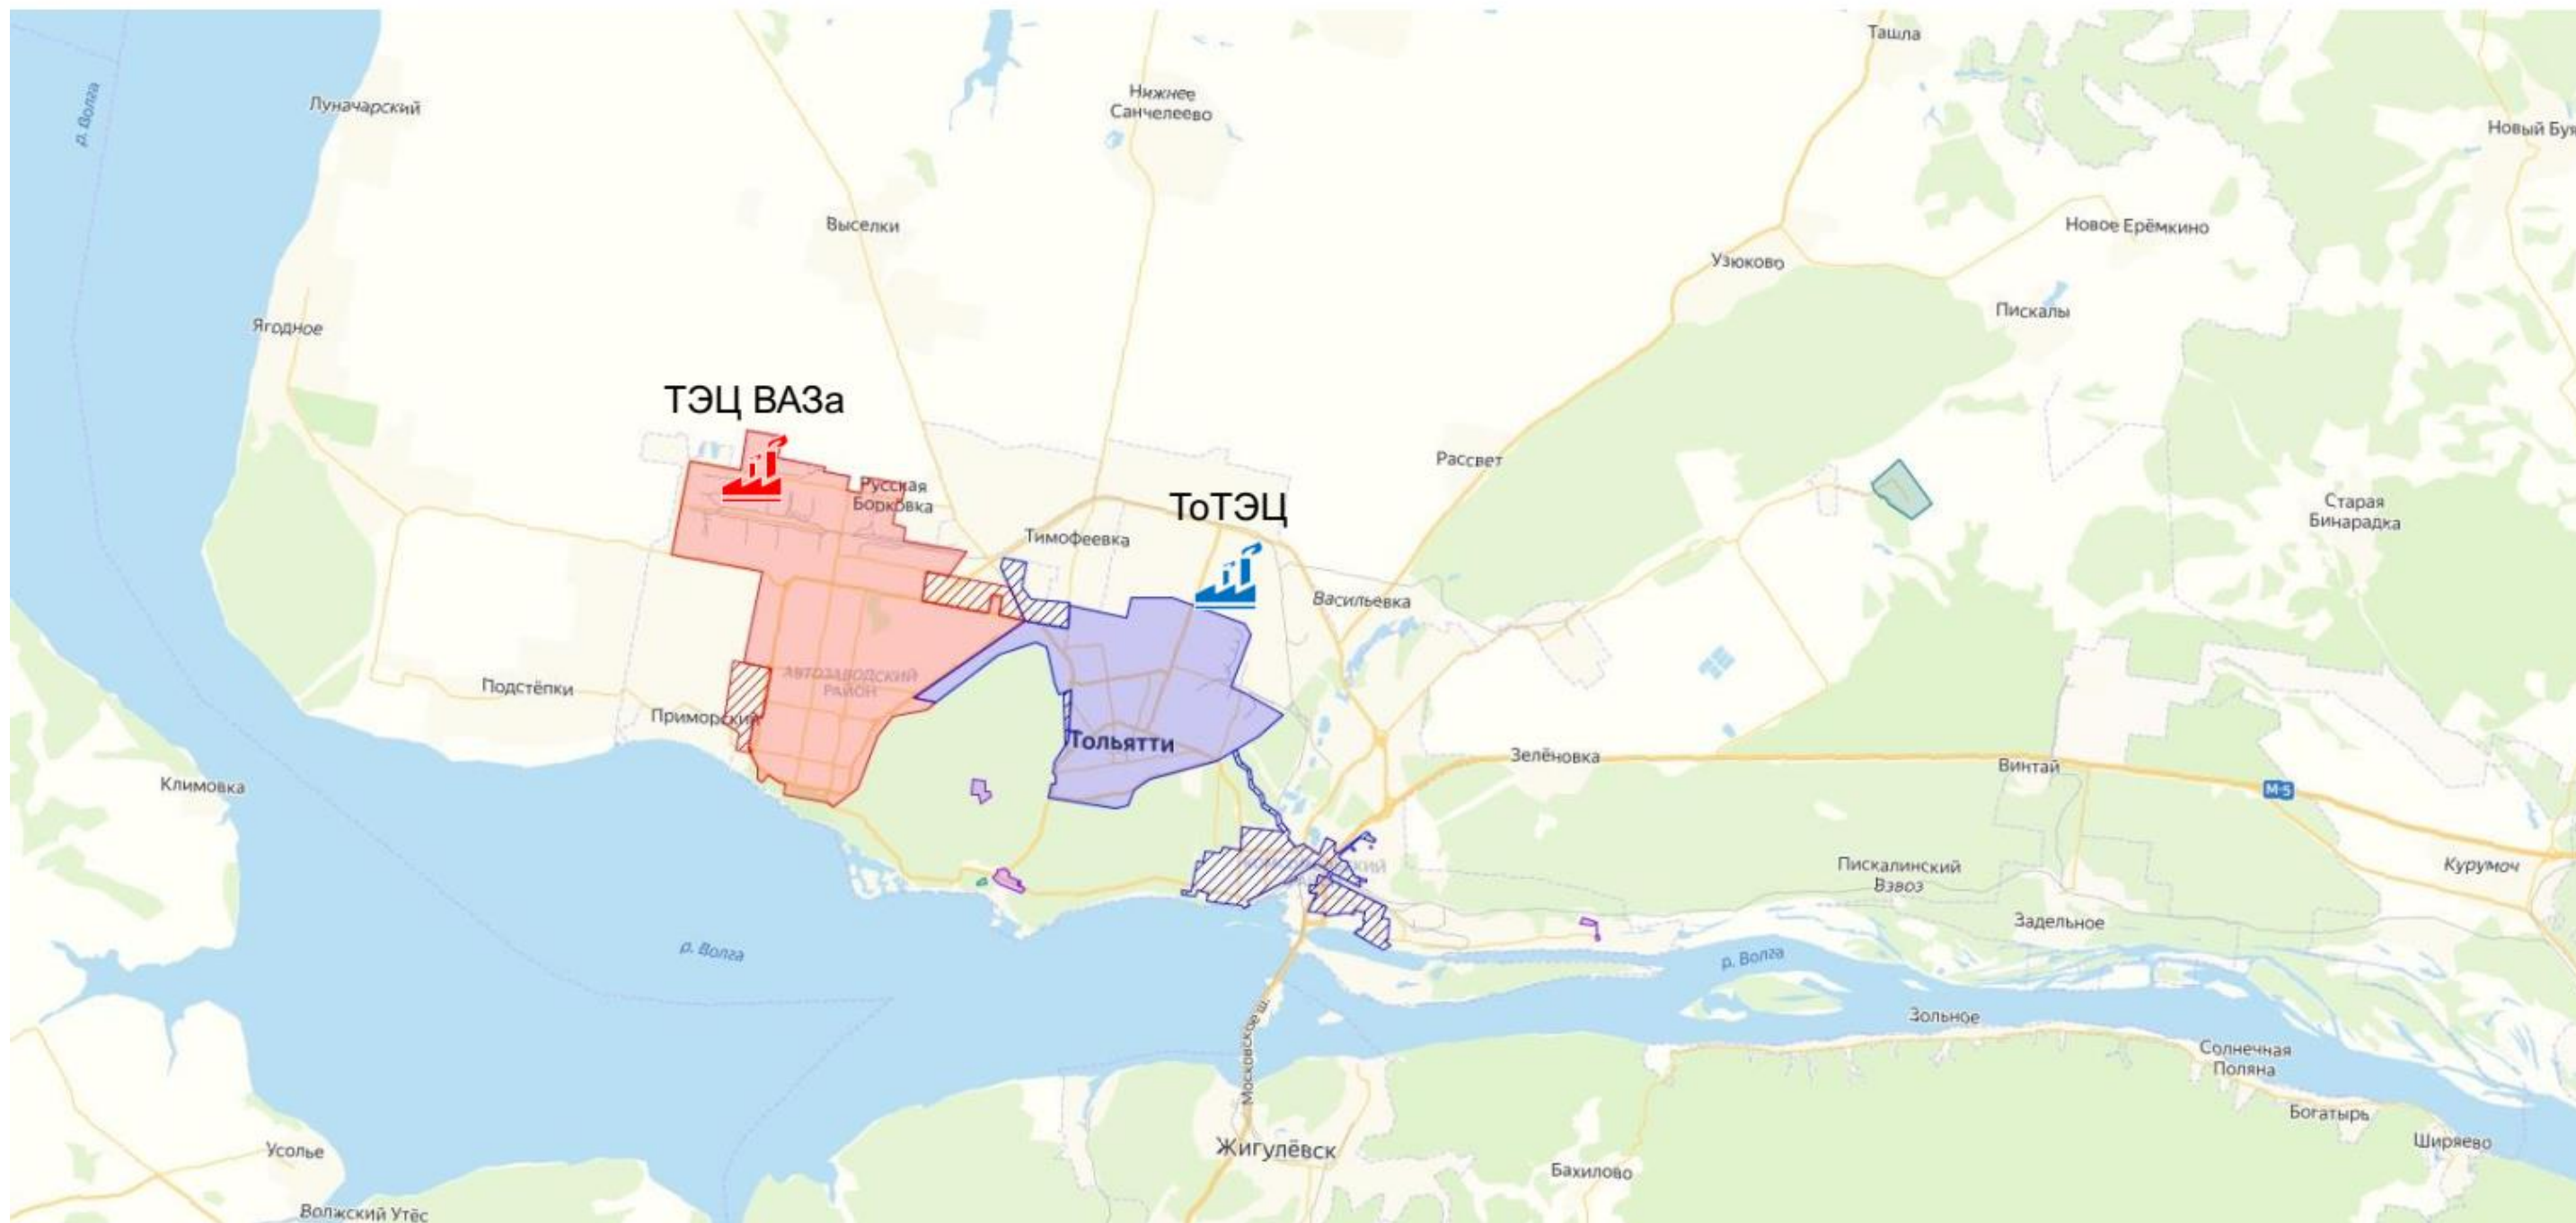 Ташла
р. Волга
Луначарский
Нижнее
Санчелеево
Новый Буя
Выселки
Новое Ерёмкино
Узюково
Пискалы
Ягодное
ТЭЦ ВАЗа
Рассвет
Русская
Борковка
ТоТЭЦ
Старая
Бинарадка
Тимофеевка
Васильевка
АВТОЗАВОДСКИЙ
РАЙОН
Подстёпки
Приморский
Тольятти
Зелёновка
Винтай
Климовка
М-5
Пискалинский
Взвоз
Курумоч
Задельное
р. Волга
р. Волга
Зольное
Московское ш.
Солнечная
Поляна
Богатырь
Жигулёвск
Ширяево
Усолье
Бахилово
Волжский Утёс